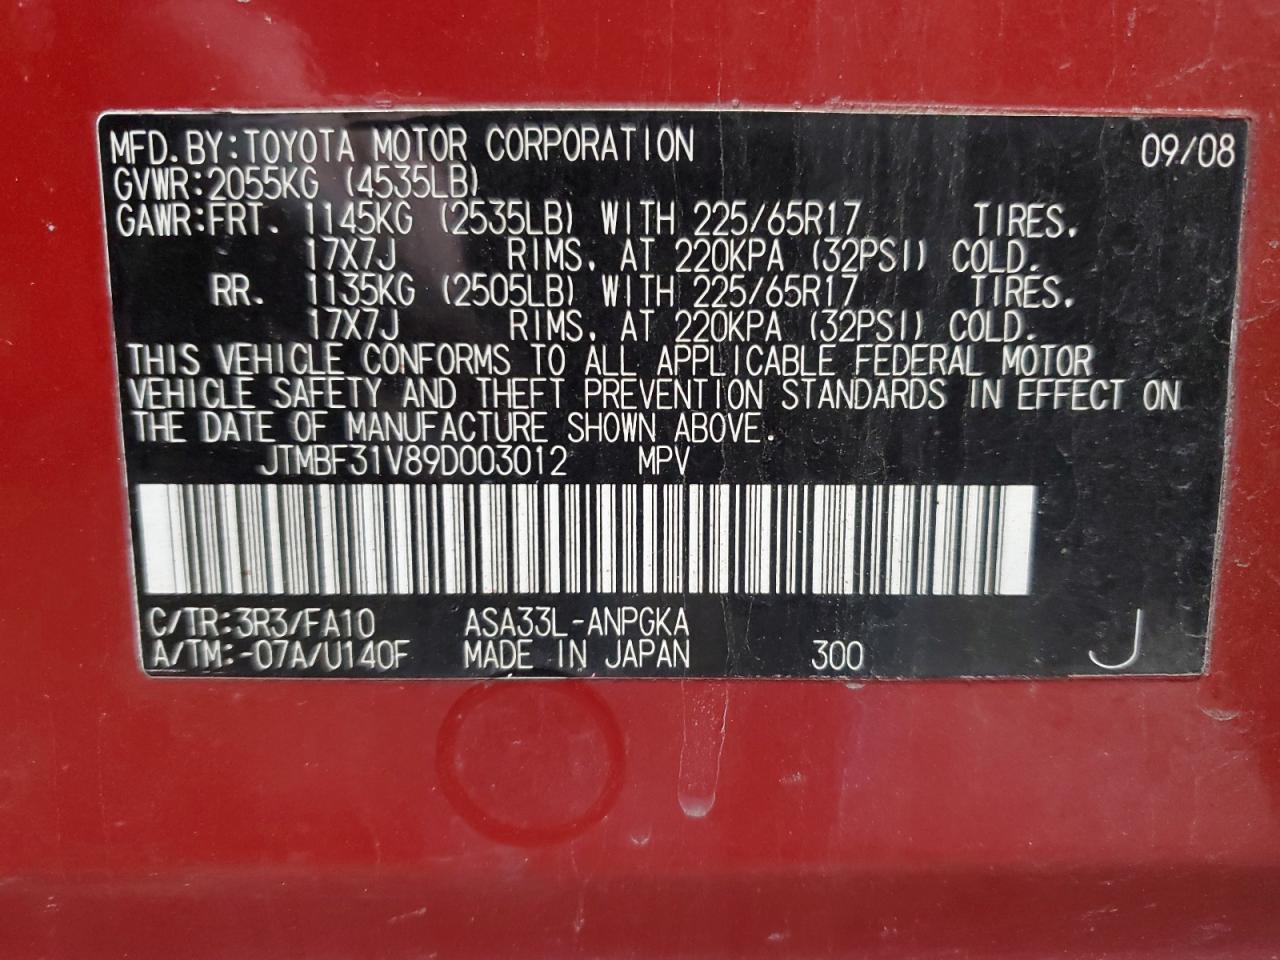 MFD.BY:TOYOTA MOTOR CORPORATION 09/08
GVWR:2055KG (4535LB)
GAWR:FRT. 1145KG (2535LB) WITH 225/65R17 TIRES,
17X7J RIMS, AT 220KPA (32PSI) COLD.
RR. 1135KG (2505LB) WITH 225/65R17 TIRES,
17X7J RIMS, AT 220KPA (32PSI) COLD.
THIS VEHICLE CONFORMS TO ALL APPLICABLE FEDERAL MOTOR
VEHICLE SAFETY AND THEFT PREVENTION STANDARDS IN EFFECT ON
THE DATE OF MANUFACTURE SHOWN ABOVE.
JTMBF31V89D003012 MPV
C/TR:3R3/FA10 ASA33L-ANPGKA
A/TM:-07A/U140F MADE IN JAPAN 300 J